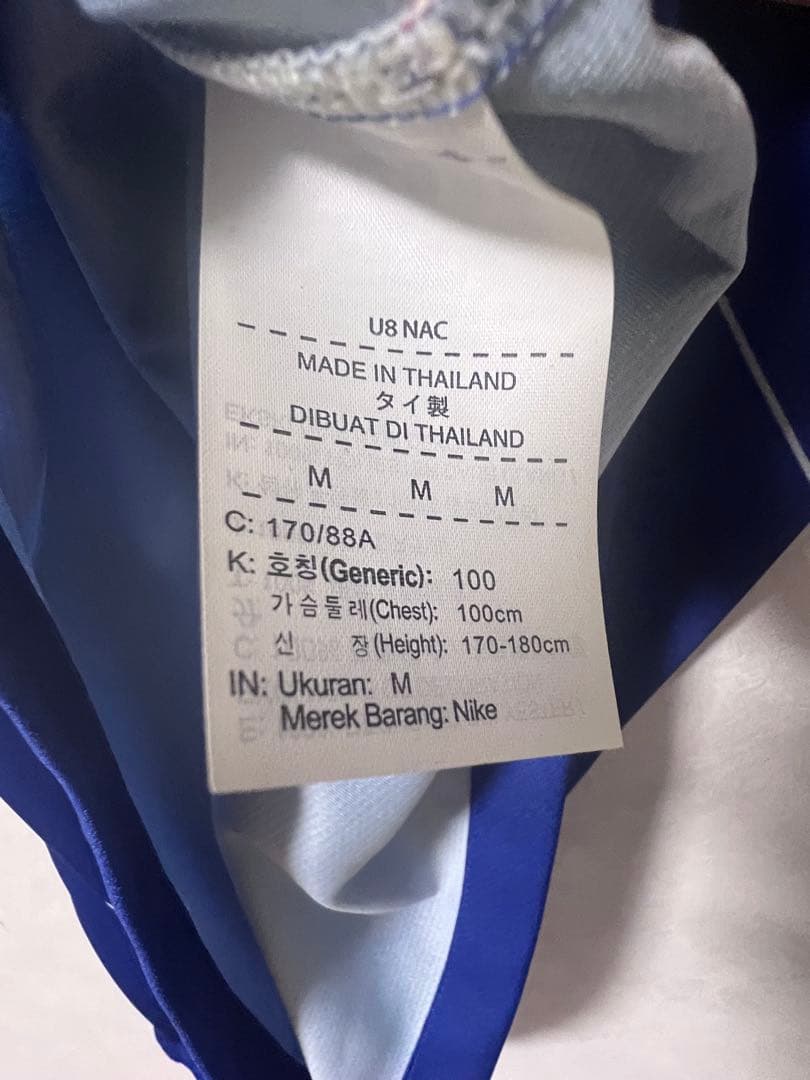 U8 NAC
MADE IN THAILAND
タイ製
DIBUAT DI THAILAND
M M M
C: 170/88A
K: 호칭(Generic): 100
가슴둘레(Chest): 100cm
신 장(Height): 170-180cm
IN: Ukuran: M
Merek Barang: Nike